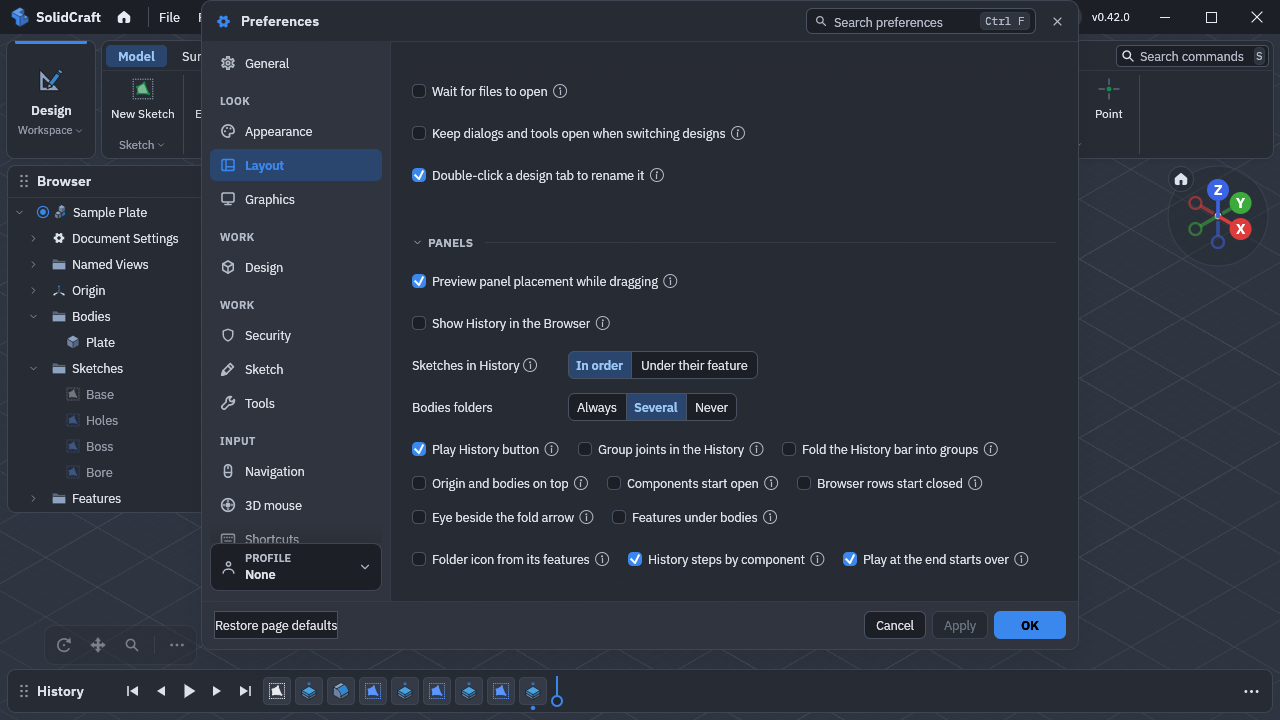 SolidCraft
File
Preferences
Search preferences
Ctrl F
v0.42.0
Design
Workspace
Model
Sur
New Sketch
Sketch
Search commands
S
Point
Browser
Sample Plate
Document Settings
Named Views
Origin
Bodies
Plate
Sketches
Base
Holes
Boss
Bore
Features
General
LOOK
Appearance
Layout
Graphics
WORK
Design
WORK
Security
Sketch
Tools
INPUT
Navigation
3D mouse
Shortcuts
PROFILE
None
Wait for files to open
Keep dialogs and tools open when switching designs
Double-click a design tab to rename it
PANELS
Preview panel placement while dragging
Show History in the Browser
Sketches in History
In order
Under their feature
Bodies folders
Always
Several
Never
Play History button
Group joints in the History
Fold the History bar into groups
Origin and bodies on top
Components start open
Browser rows start closed
Eye beside the fold arrow
Features under bodies
Folder icon from its features
History steps by component
Play at the end starts over
Restore page defaults
Cancel
Apply
OK
Z
Y
X
History